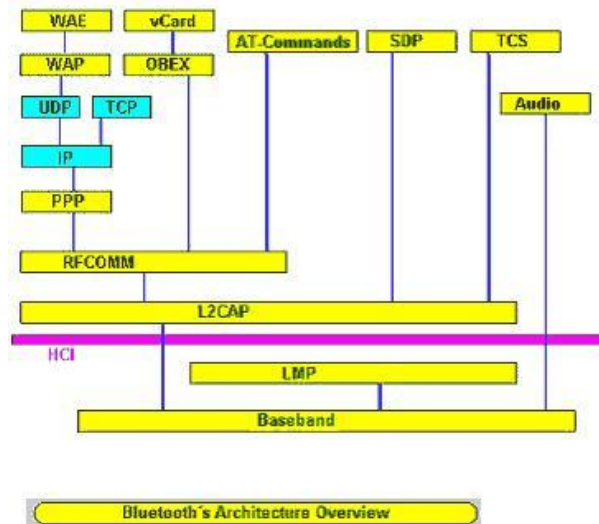 WAE
vCard
AT-Commands
SDP
TCS
WAP
OBEX
UDP
TCP
Audio
IP
PPP
RFCOMM
L2CAP
HCI
LMP
Baseband
Bluetooth´s Architecture Overview